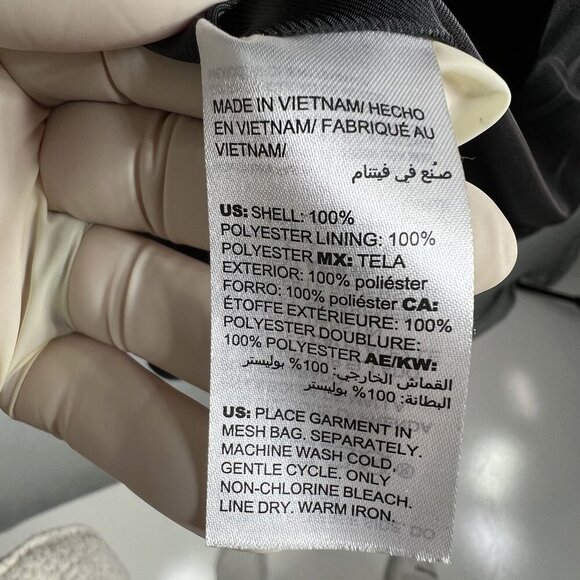 MADE IN VIETNAM/ HECHO
EN VIETNAM/ FABRIQUÉ AU
VIETNAM/
صنع في فيتنام
US: SHELL: 100%
POLYESTER LINING: 100%
POLYESTER MX: TELA
EXTERIOR: 100% poliéster
FORRO: 100% poliéster CA:
ÉTOFFE EXTÉRIEURE: 100%
POLYESTER DOUBLURE:
100% POLYESTER AE/KW:
القماش الخارجي: 100% بوليستر
البطانة: 100% بوليستر
US: PLACE GARMENT IN
MESH BAG. SEPARATELY.
MACHINE WASH COLD,
GENTLE CYCLE. ONLY
NON-CHLORINE BLEACH.
LINE DRY. WARM IRON.